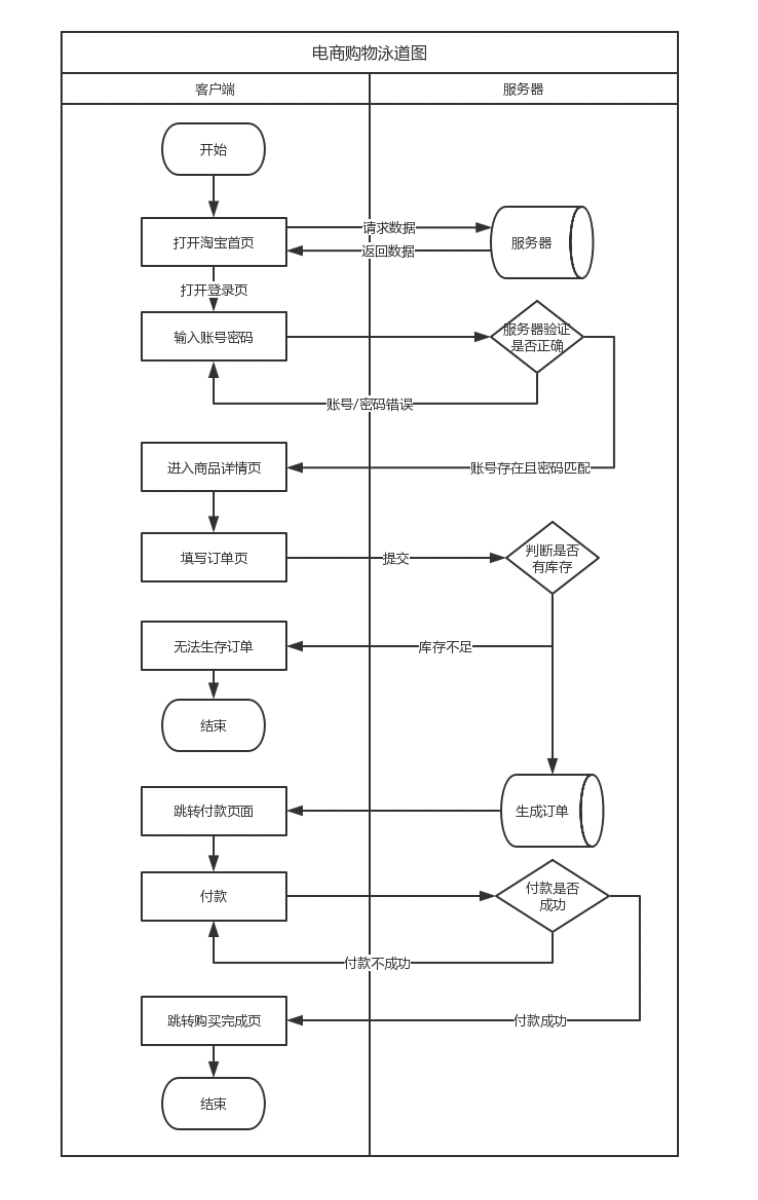 电商购物泳道图
客户端
服务器
开始
请求数据
打开淘宝首页
服务器
返回数据
打开登录页
输入账号密码
服务器验证
是否正确
账号/密码错误
进入商品详情页
账号存在且密码匹配
填写订单页
提交
判断是否
有库存
无法生存订单
库存不足
结束
跳转付款页面
生成订单
付款
付款是否
成功
付款不成功
跳转购买完成页
付款成功
结束